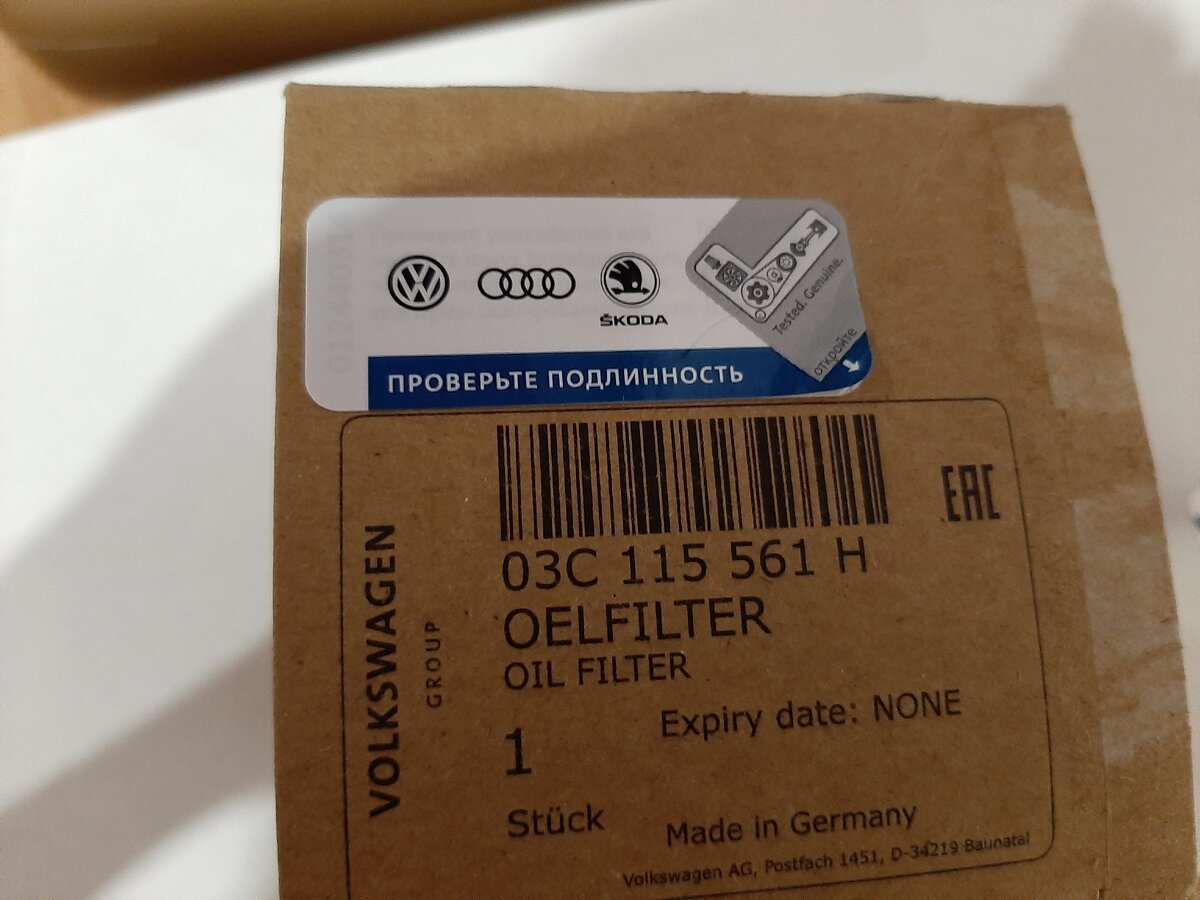 ŠKODA
Tested. Genuine.
откройте
ПРОВЕРЬТЕ ПОДЛИННОСТЬ
EAC
03C 115 561 H
OELFILTER
OIL FILTER
VOLKSWAGEN
GROUP
Expiry date: NONE
1
Stück
Made in Germany
Volkswagen AG, Postfach 1451, D-34219 Baunatal